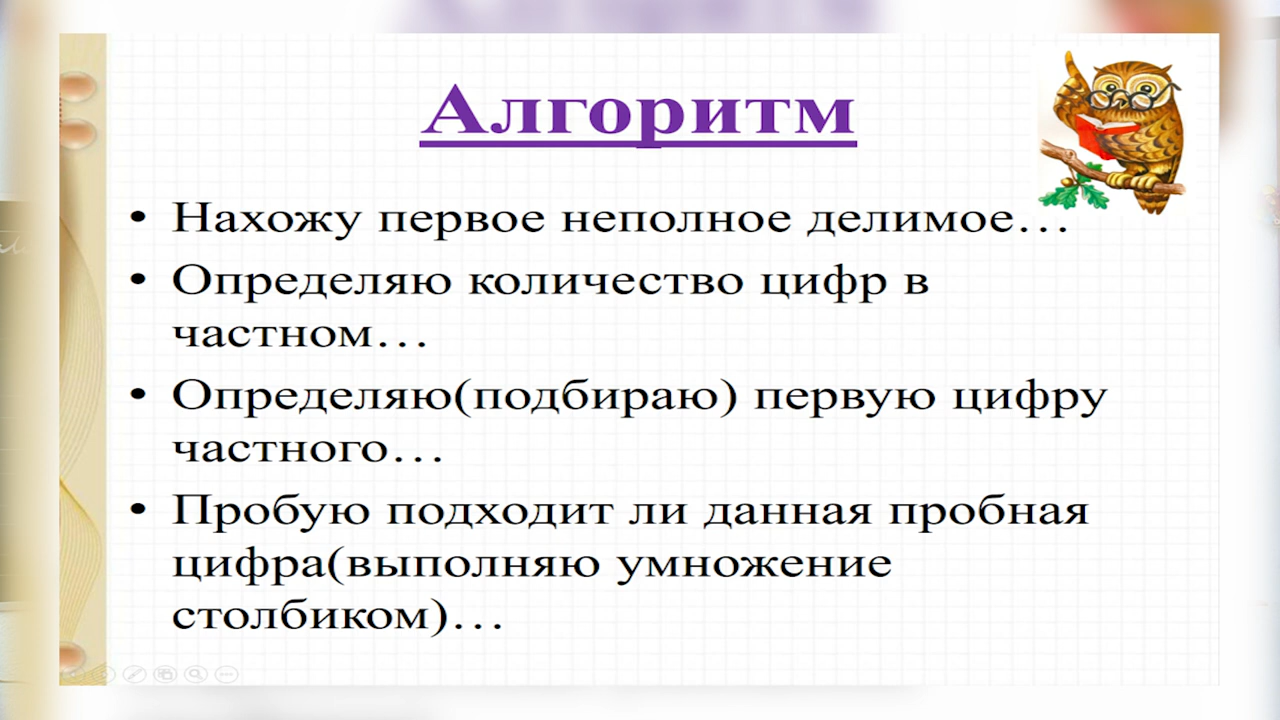 Алгоритм
• Нахожу первое неполное делимое…
• Определяю количество цифр в
частном…
• Определяю(подбираю) первую цифру
частного…
• Пробую подходит ли данная пробная
цифра(выполняю умножение
столбиком)…